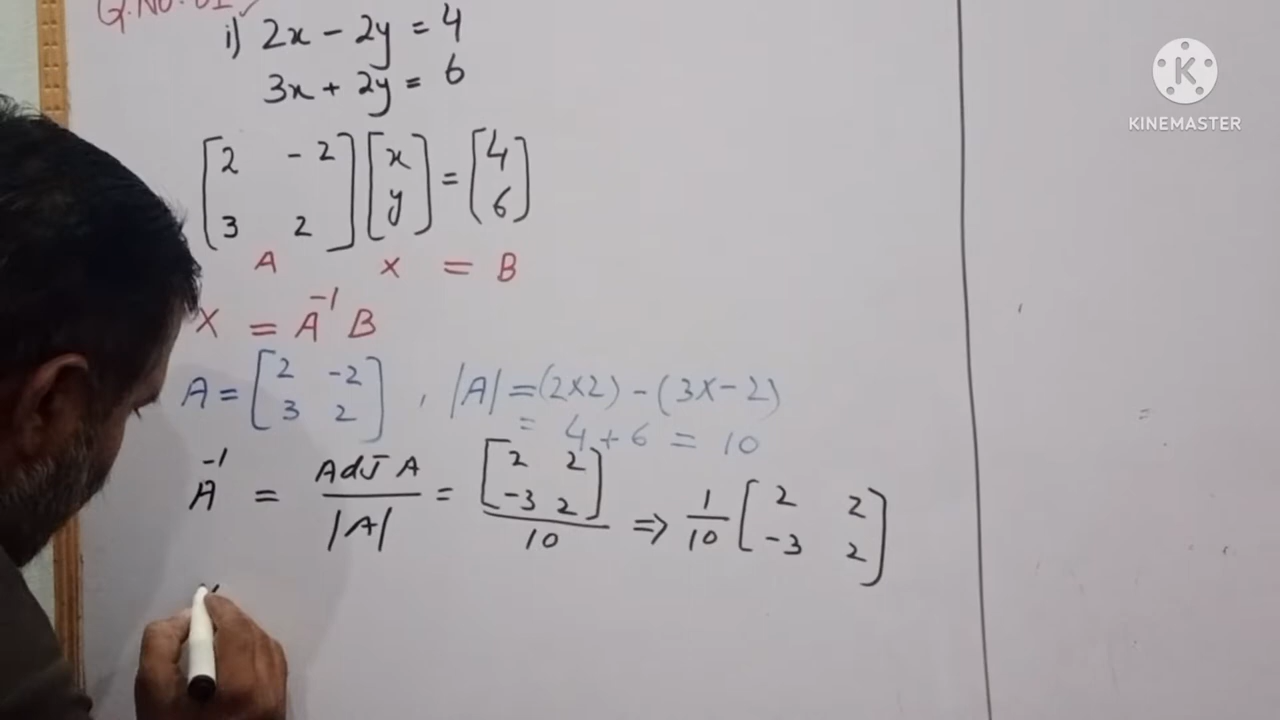 Q.No.01
i) 2x - 2y = 4
3x + 2y = 6
[2 -2] [x] = [4]
[3 2] [y] [6]
A X = B
X = A⁻¹ B
A = [2 -2] , |A| = (2×2) - (3×-2)
[3 2] = 4 + 6 = 10
A⁻¹ = AdJ A / |A| = [2 2 / -3 2] / 10 => 1/10 [2 2 / -3 2]
KINEMASTER